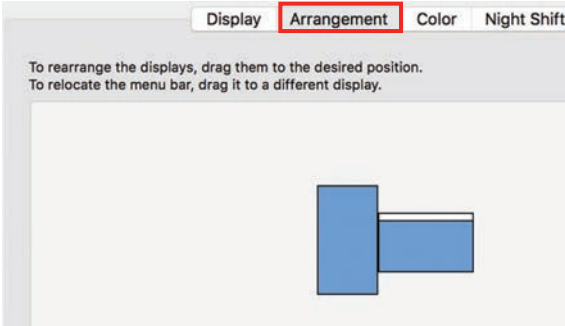 Display Arrangement Color Night Shift
To rearrange the displays, drag them to the desired position.
To relocate the menu bar, drag it to a different display.